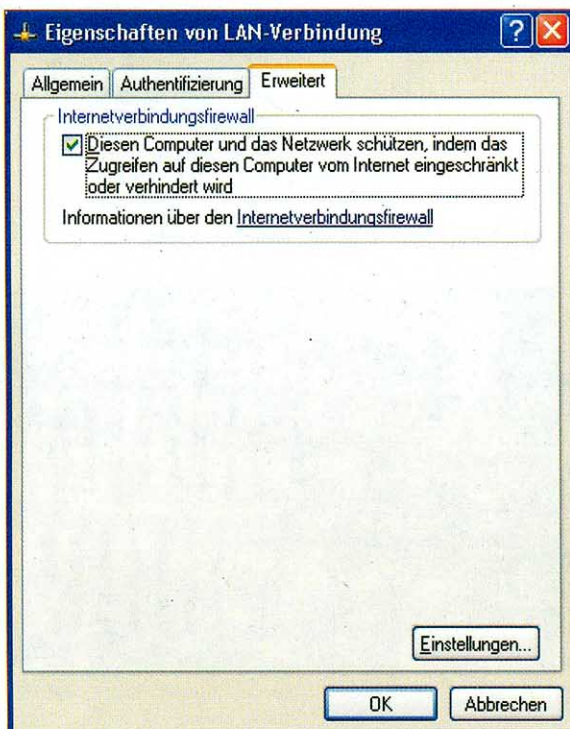 Eigenschaften von LAN-Verbindung
?
X
Allgemein Authentifizierung Erweitert
Internetverbindungsfirewall
Diesen Computer und das Netzwerk schützen, indem das
Zugreifen auf diesen Computer vom Internet eingeschränkt
oder verhindert wird
Informationen über den Internetverbindungsfirewall
Einstellungen...
OK Abbrechen